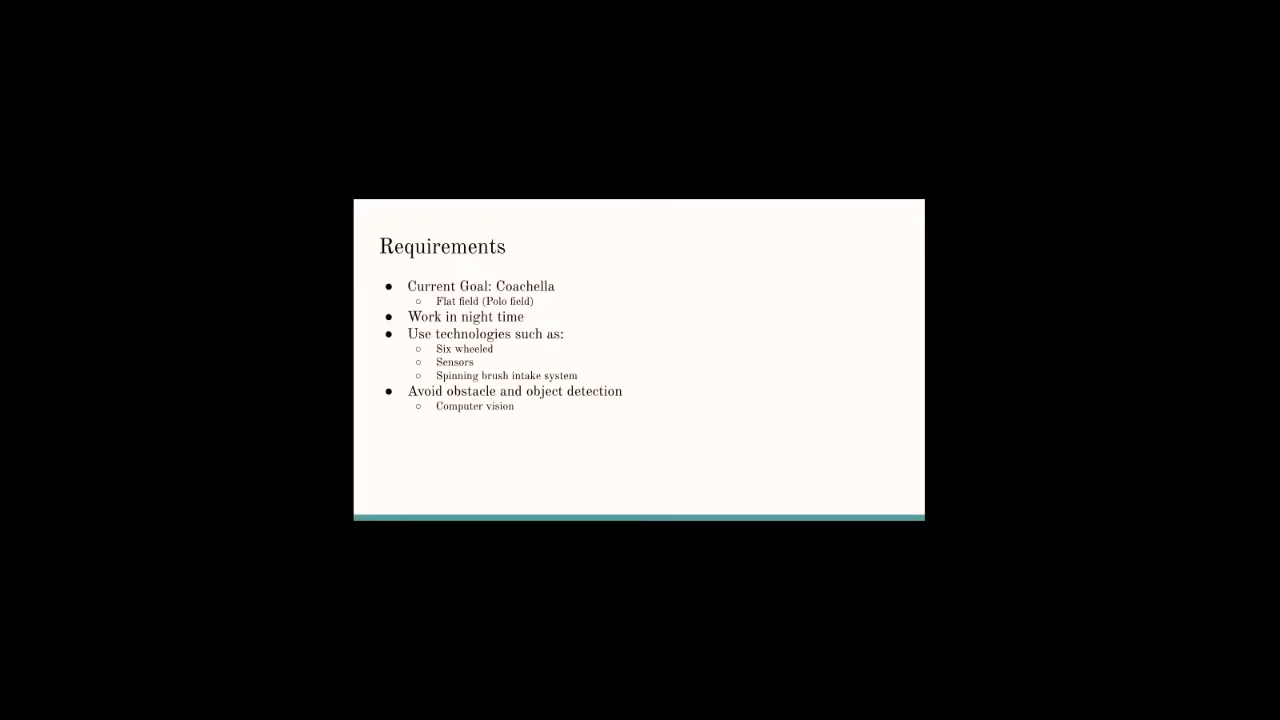 Requirements
● Current Goal: Coachella
○ Flat field (Polo field)
● Work in night time
● Use technologies such as:
○ Six wheeled
○ Sensors
○ Spinning brush intake system
● Avoid obstacle and object detection
○ Computer vision